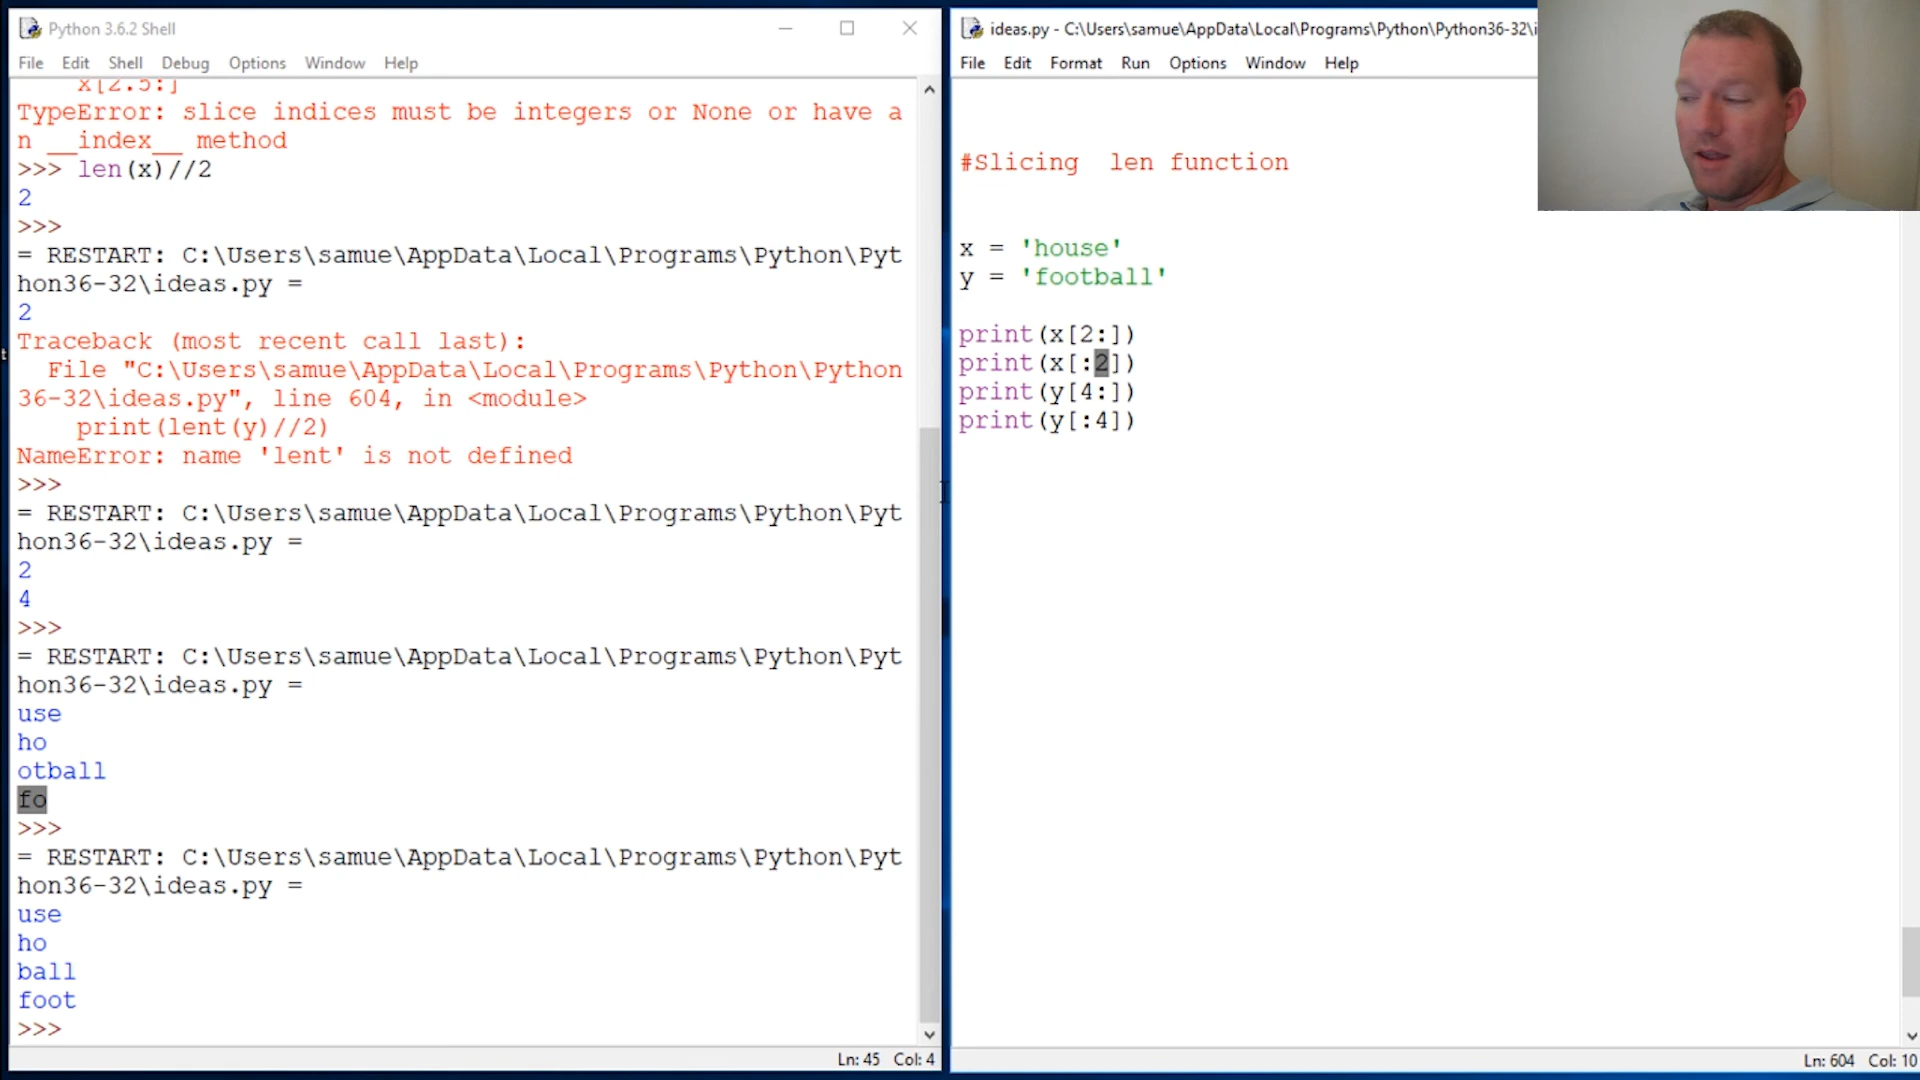 Python 3.6.2 Shell
File Edit Shell Debug Options Window Help
x[2.5:]
TypeError: slice indices must be integers or None or have a
n __index__ method
>>> len(x)//2
2
>>>
= RESTART: C:\Users\samue\AppData\Local\Programs\Python\Pyt
hon36-32\ideas.py =
2
Traceback (most recent call last):
File "C:\Users\samue\AppData\Local\Programs\Python\Python
36-32\ideas.py", line 604, in <module>
print(lent(y)//2)
NameError: name 'lent' is not defined
>>>
= RESTART: C:\Users\samue\AppData\Local\Programs\Python\Pyt
hon36-32\ideas.py =
2
4
>>>
= RESTART: C:\Users\samue\AppData\Local\Programs\Python\Pyt
hon36-32\ideas.py =
use
ho
otball
fo
>>>
= RESTART: C:\Users\samue\AppData\Local\Programs\Python\Pyt
hon36-32\ideas.py =
use
ho
ball
foot
>>>
Ln: 45 Col: 4
ideas.py - C:\Users\samue\AppData\Local\Programs\Python\Python36-32\i
File Edit Format Run Options Window Help
#Slicing len function
x = 'house'
y = 'football'
print(x[2:])
print(x[:2])
print(y[4:])
print(y[:4])
Ln: 604 Col: 10